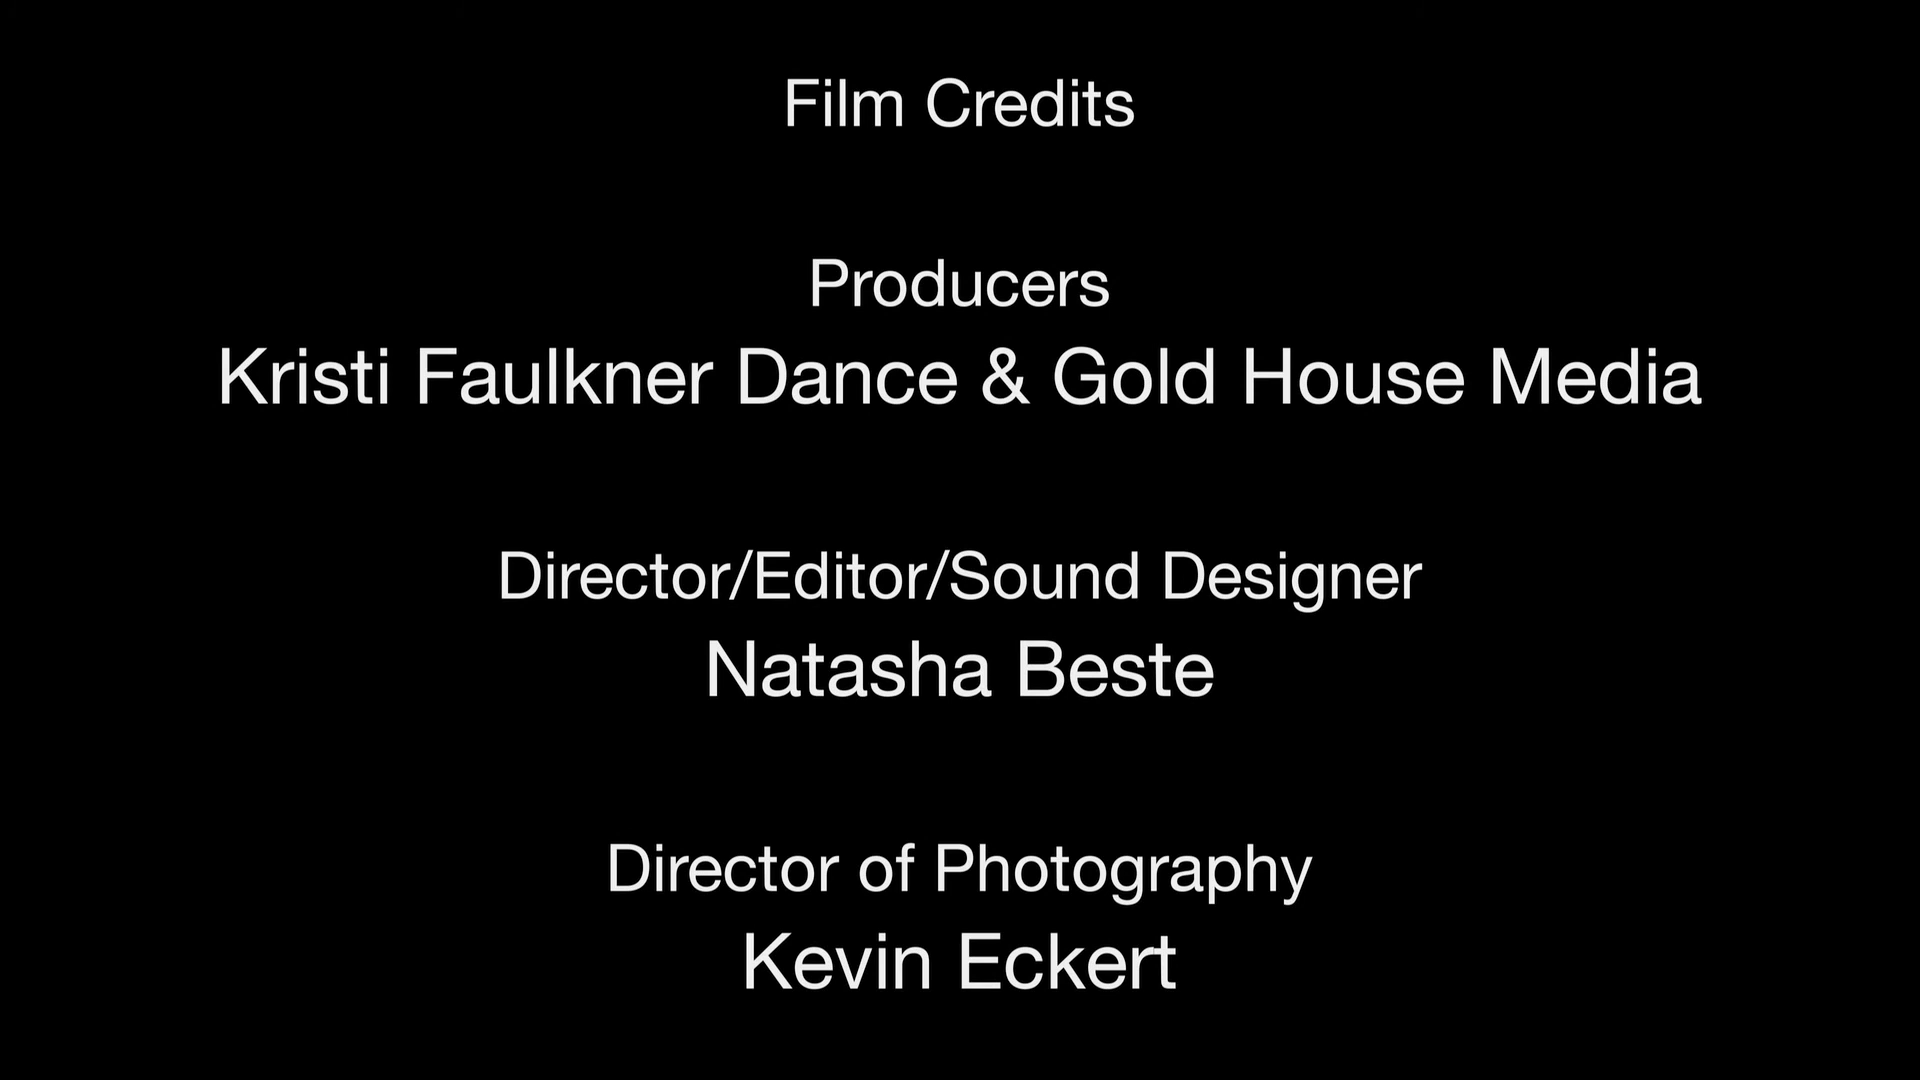 Film Credits
Producers
Kristi Faulkner Dance & Gold House Media
Director/Editor/Sound Designer
Natasha Beste
Director of Photography
Kevin Eckert